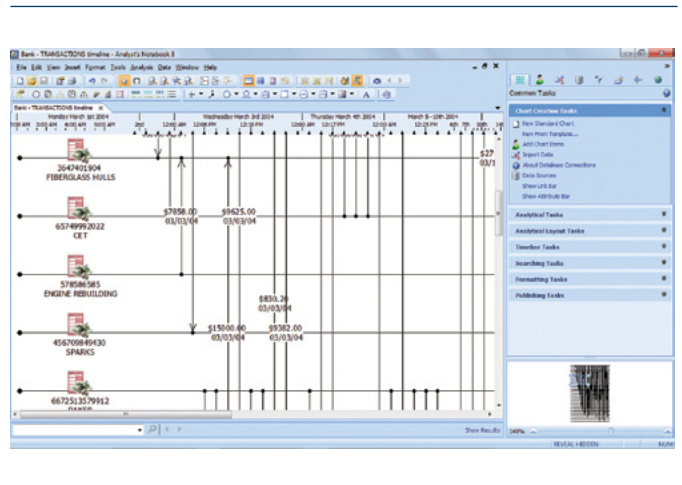 Bank - TRANSACTIONS timeline - Analyst's Notebook 8
File Edit View Insert Format Tools Analysis Data Window Help
Common Tasks
Bank - TRANSACTIONS timeline
Monday March 1st 2004
Wednesday March 3rd 2004
Thursday March 4th 2004
March 5-10th 2004
3647401904
FIBERGLASS HULLS
$27
03/1
65749992022
CET
$7858.00
03/03/04
$9625.00
03/03/04
578586585
ENGINE REBUILDING
$830.20
03/03/04
456709849430
SPARKS
$15000.00
03/03/04
$9382.00
03/03/04
6672513579912
Show Results
Chart Creation Tasks
New Standard Chart
New From Template...
Add Chart Items
Import Data
About Database Connections
Data Sources
Show Link Bar
Show Attribute Bar
Analytical Tasks
Analytical Layout Tasks
Timeline Tasks
Searching Tasks
Formatting Tasks
Publishing Tasks
REVEAL HIDDEN
NUM